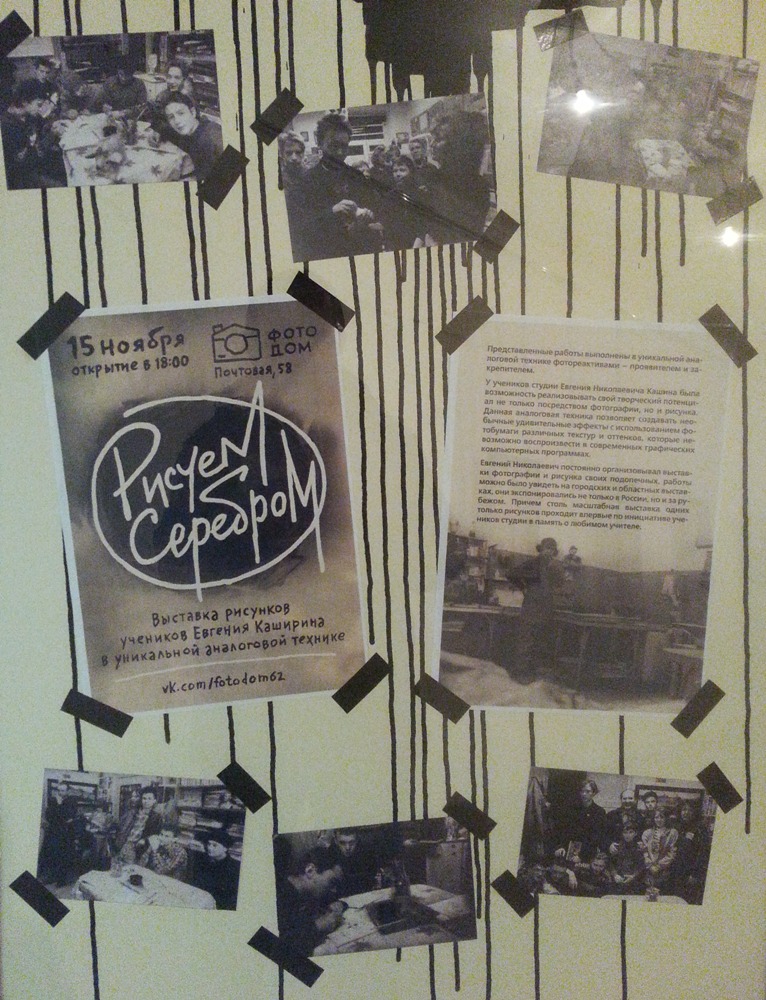 15 Ноября
открытие в 18:00
ФОТО
ДОМ
Почтовая, 58
Рисуем
Серебром
Выставка рисунков
учеников Евгения Каширина
в уникальной аналоговой технике
vk.com/fotodom62
Представленные работы выполнены в уникальной ана-
логовой технике фотореактивами – проявителем и за-
крепителем.
У учеников студии Евгения Николаевича Кашина была
возможность реализовывать свой творческий потенци-
ал не только посредством фотографии, но и рисунка.
Данная аналоговая техника позволяет создавать нео-
бычные удивительные эффекты с использованием фо-
тобумаги различных текстур и оттенков, которые не-
возможно воспроизвести в современных графических
компьютерных программах.
Евгений Николаевич постоянно организовывал выстав-
ки фотографии и рисунка своих подопечных, работы
можно было увидеть на городских и областных выстав-
ках, они экспонировались не только в России, но и за ру-
бежом. Причем столь масштабная выставка одних
только рисунков проходит впервые по инициативе уче-
ников студии в память о любимом учителе.